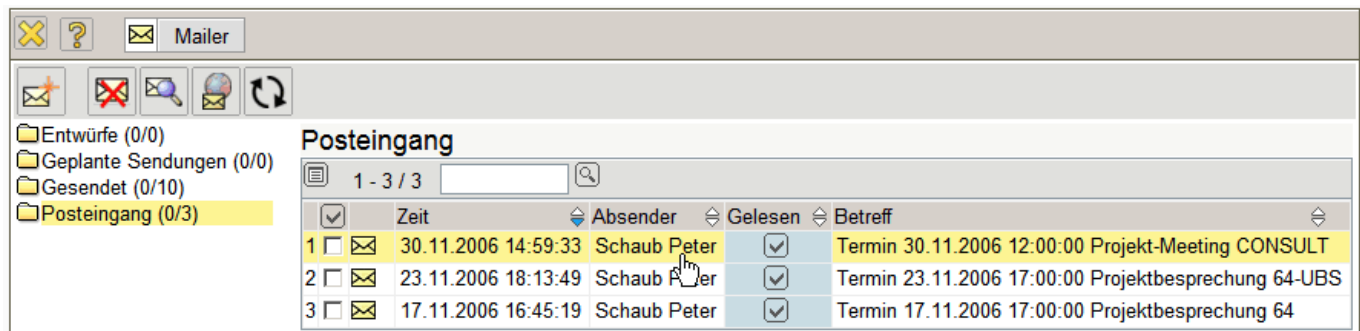 Mailer
Entwürfe (0/0)
Geplante Sendungen (0/0)
Gesendet (0/10)
Posteingang (0/3)
Posteingang
1 - 3 / 3
Zeit Absender Gelesen Betreff
1 30.11.2006 14:59:33 Schaub Peter Termin 30.11.2006 12:00:00 Projekt-Meeting CONSULT
2 23.11.2006 18:13:49 Schaub Peter Termin 23.11.2006 17:00:00 Projektbesprechung 64-UBS
3 17.11.2006 16:45:19 Schaub Peter Termin 17.11.2006 17:00:00 Projektbesprechung 64